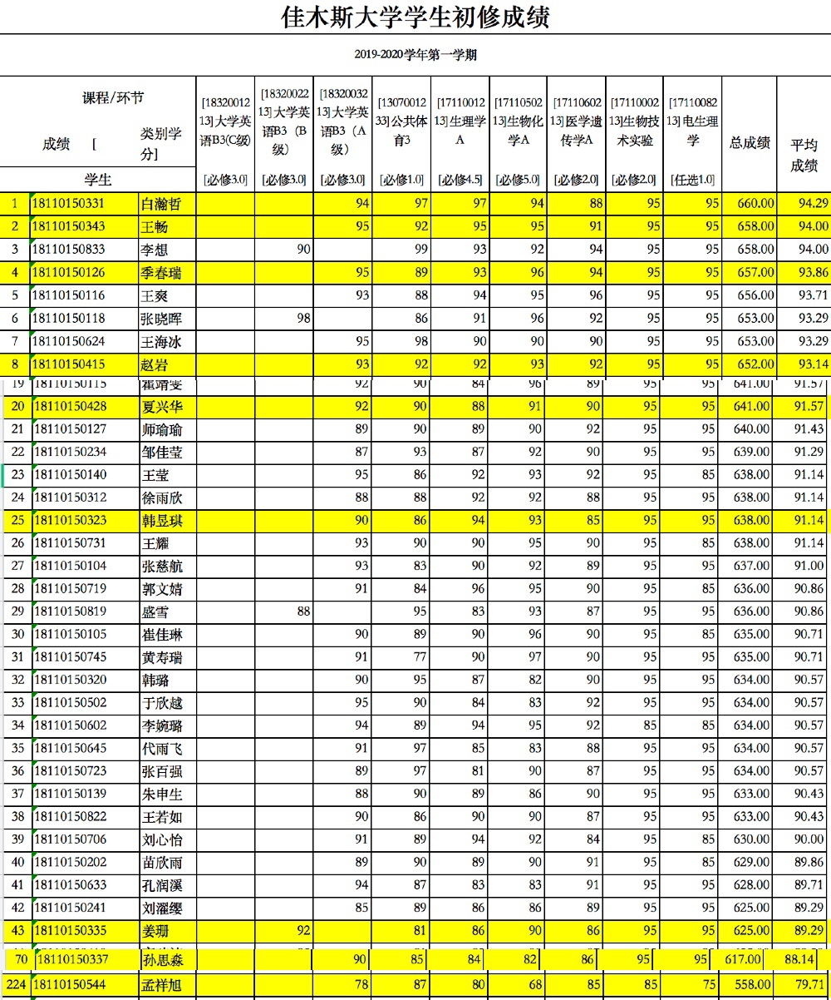 佳木斯大学学生初修成绩
2019-2020学年第一学期
课程/环节
成绩 [ 类别学分]
学生
[1832001213]大学英语B3(C级) [必修3.0]
[1832002213]大学英语B3（B级） [必修3.0]
[1832003213]大学英语B3（A级） [必修3.0]
[1307001233]公共体育3 [必修1.0]
[1711001213]生理学A [必修4.5]
[1711050213]生物化学A [必修5.0]
[1711060213]医学遗传学A [必修2.0]
[1711000213]生物技术实验 [必修2.0]
[1711008213]电生理学 [任选1.0]
总成绩
平均成绩
1 18110150331 白瀚哲 94 97 97 94 88 95 95 660.00 94.29
2 18110150343 王畅 95 92 95 95 91 95 95 658.00 94.00
3 18110150833 李想 90 99 93 92 94 95 95 658.00 94.00
4 18110150126 季春瑞 95 89 93 96 94 95 95 657.00 93.86
5 18110150116 王爽 93 88 94 95 96 95 95 656.00 93.71
6 18110150118 张晓晖 98 86 91 96 92 95 95 653.00 93.29
7 18110150624 王海冰 95 98 90 90 90 95 95 653.00 93.29
8 18110150415 赵岩 93 92 92 93 92 95 95 652.00 93.14
19 18110150115 霍靖雯 92 90 84 96 89 95 95 641.00 91.57
20 18110150428 夏兴华 92 90 88 91 90 95 95 641.00 91.57
21 18110150127 师瑜瑜 89 90 89 90 92 95 95 640.00 91.43
22 18110150234 邹佳莹 87 93 87 92 90 95 95 639.00 91.29
23 18110150140 王莹 95 86 92 93 92 95 85 638.00 91.14
24 18110150312 徐雨欣 88 88 92 92 88 95 95 638.00 91.14
25 18110150323 韩昱琪 90 86 94 93 85 95 95 638.00 91.14
26 18110150731 王耀 93 90 90 95 90 95 85 638.00 91.14
27 18110150104 张慈航 93 83 90 92 89 95 95 637.00 91.00
28 18110150719 郭文婧 91 84 96 95 90 95 85 636.00 90.86
29 18110150819 盛雪 88 95 83 93 87 95 95 636.00 90.86
30 18110150105 崔佳琳 90 89 90 96 90 95 85 635.00 90.71
31 18110150745 黄寿瑞 91 77 90 97 90 95 95 635.00 90.71
32 18110150320 韩璐 90 95 87 82 90 95 95 634.00 90.57
33 18110150502 于欣越 95 90 84 83 92 95 95 634.00 90.57
34 18110150602 李婉璐 94 89 94 95 92 85 85 634.00 90.57
35 18110150645 代雨飞 91 97 85 83 88 95 95 634.00 90.57
36 18110150723 张百强 89 97 81 90 87 95 95 634.00 90.57
37 18110150139 朱申生 88 90 89 86 90 95 95 633.00 90.43
38 18110150822 王若如 90 86 90 90 87 95 95 633.00 90.43
39 18110150706 刘心怡 91 89 94 92 84 95 85 630.00 90.00
40 18110150202 苗欣雨 89 90 89 90 91 95 85 629.00 89.86
41 18110150633 孔润溪 94 87 83 83 91 95 95 628.00 89.71
42 18110150241 刘濯缨 85 89 86 86 89 95 95 625.00 89.29
43 18110150335 姜珊 92 81 86 90 86 95 95 625.00 89.29
70 18110150337 孙思淼 90 85 84 82 86 95 95 617.00 88.14
224 18110150544 孟祥旭 78 87 80 68 85 85 75 558.00 79.71